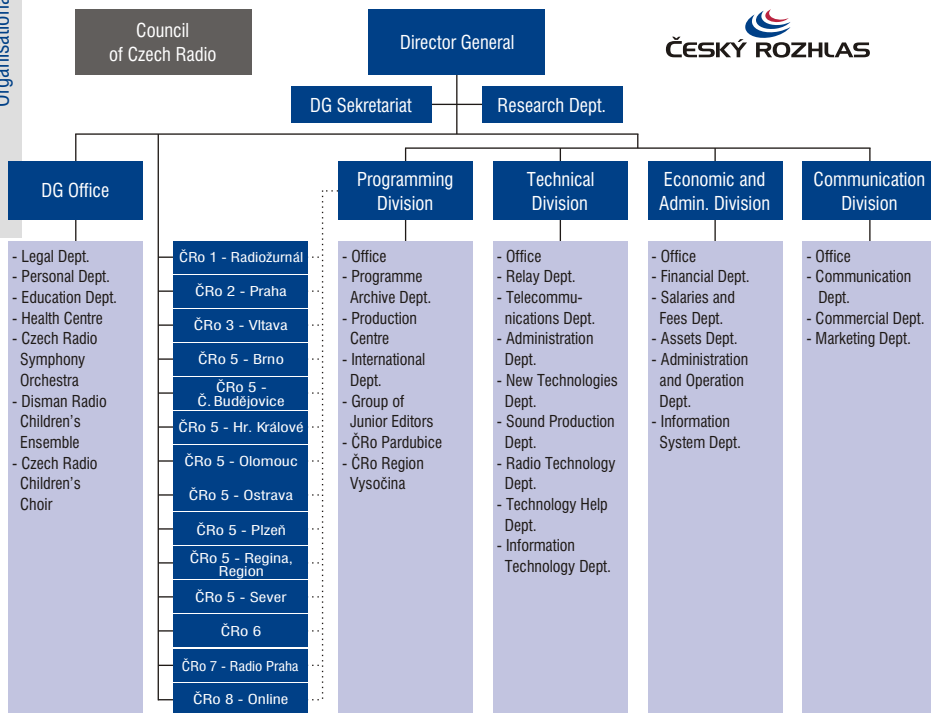 Organisational
Council
of Czech Radio
Director General
ČESKÝ ROZHLAS
DG Sekretariat
Research Dept.
DG Office
Programming
Division
Technical
Division
Economic and
Admin. Division
Communication
Division
- Legal Dept.
- Personal Dept.
- Education Dept.
- Health Centre
- Czech Radio
Symphony
Orchestra
- Disman Radio
Children's
Ensemble
- Czech Radio
Children's
Choir
ČRo 1 - Radiožurnál
ČRo 2 - Praha
ČRo 3 - Vltava
ČRo 5 - Brno
ČRo 5 -
Č. Budějovice
ČRo 5 - Hr. Králové
ČRo 5 - Olomouc
ČRo 5 - Ostrava
ČRo 5 - Plzeň
ČRo 5 - Regina,
Region
ČRo 5 - Sever
ČRo 6
ČRo 7 - Radio Praha
ČRo 8 - Online
- Office
- Programme
Archive Dept.
- Production
Centre
- International
Dept.
- Group of
Junior Editors
- ČRo Pardubice
- ČRo Region
Vysočina
- Office
- Relay Dept.
- Telecommu-
nications Dept.
- Administration
Dept.
- New Technologies
Dept.
- Sound Production
Dept.
- Radio Technology
Dept.
- Technology Help
Dept.
- Information
Technology Dept.
- Office
- Financial Dept.
- Salaries and
Fees Dept.
- Assets Dept.
- Administration
and Operation
Dept.
- Information
System Dept.
- Office
- Communication
Dept.
- Commercial Dept.
- Marketing Dept.